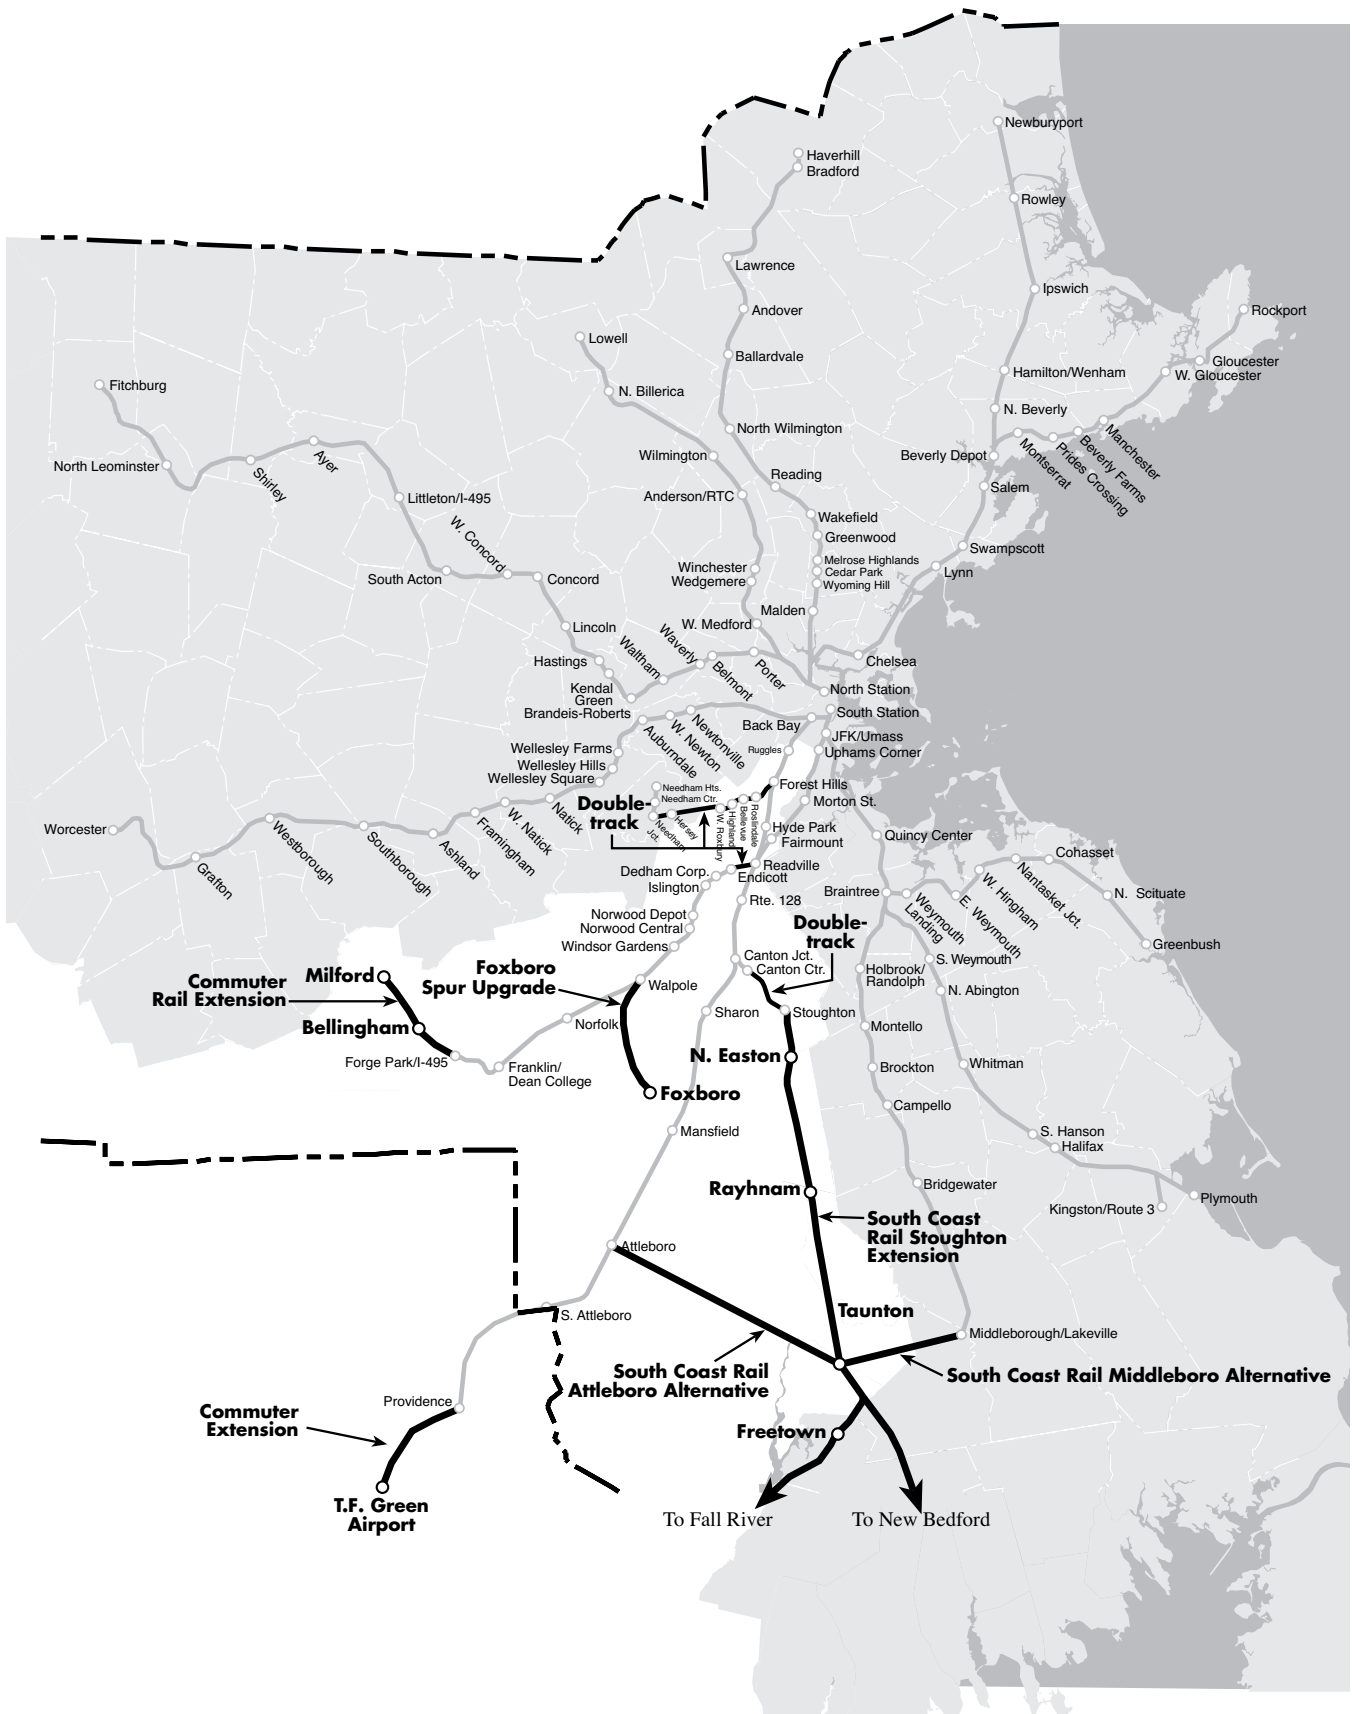 Newburyport
Haverhill
Bradford
Rowley
Lawrence
Ipswich
Andover
Rockport
Lowell
Ballardvale
Gloucester
W. Gloucester
Hamilton/Wenham
Fitchburg
N. Billerica
N. Beverly
Manchester
Beverly Farms
Prides Crossing
Montserrat
North Wilmington
Beverly Depot
Wilmington
Ayer
North Leominster
Shirley
Reading
Salem
Anderson/RTC
Littleton/I-495
Wakefield
W. Concord
Greenwood
Swampscott
Melrose Highlands
Cedar Park
Wyoming Hill
Lynn
Winchester
Wedgemere
South Acton
Concord
Malden
W. Medford
Lincoln
Waltham
Waverly
Belmont
Porter
Hastings
Chelsea
Kendal
Green
North Station
Brandeis-Roberts
South Station
Back Bay
JFK/Umass
Uphams Corner
Newtonville
W. Newton
Auburndale
Ruggles
Wellesley Farms
Wellesley Hills
Wellesley Square
Forest Hills
Needham Hts.
Needham Ctr.
Double-
track
Morton St.
Natick
W. Natick
Framingham
Ashland
Southborough
Westborough
Grafton
Worcester
Needham
Jct.
Hersey
W. Roxbury
Highland
Bellevue
Roslindale
Hyde Park
Fairmount
Quincy Center
Cohasset
Readville
Endicott
Dedham Corp.
Islington
Nantasket Jct.
W. Hingham
E. Weymouth
Weymouth
Landing
N. Scituate
Braintree
Rte. 128
Norwood Depot
Norwood Central
Windsor Gardens
Double-
track
Greenbush
Canton Jct.
Canton Ctr.
S. Weymouth
Holbrook/
Randolph
Foxboro
Spur Upgrade
Milford
Commuter
Rail Extension
Walpole
N. Abington
Sharon
Stoughton
Norfolk
Bellingham
Montello
N. Easton
Forge Park/I-495
Franklin/
Dean College
Whitman
Brockton
Foxboro
Campello
Mansfield
S. Hanson
Halifax
Rayhnam
Bridgewater
Plymouth
Kingston/Route 3
South Coast
Rail Stoughton
Extension
Attleboro
Taunton
S. Attleboro
Middleborough/Lakeville
South Coast Rail
Attleboro Alternative
South Coast Rail Middleboro Alternative
Providence
Commuter
Extension
Freetown
T.F. Green
Airport
To Fall River
To New Bedford